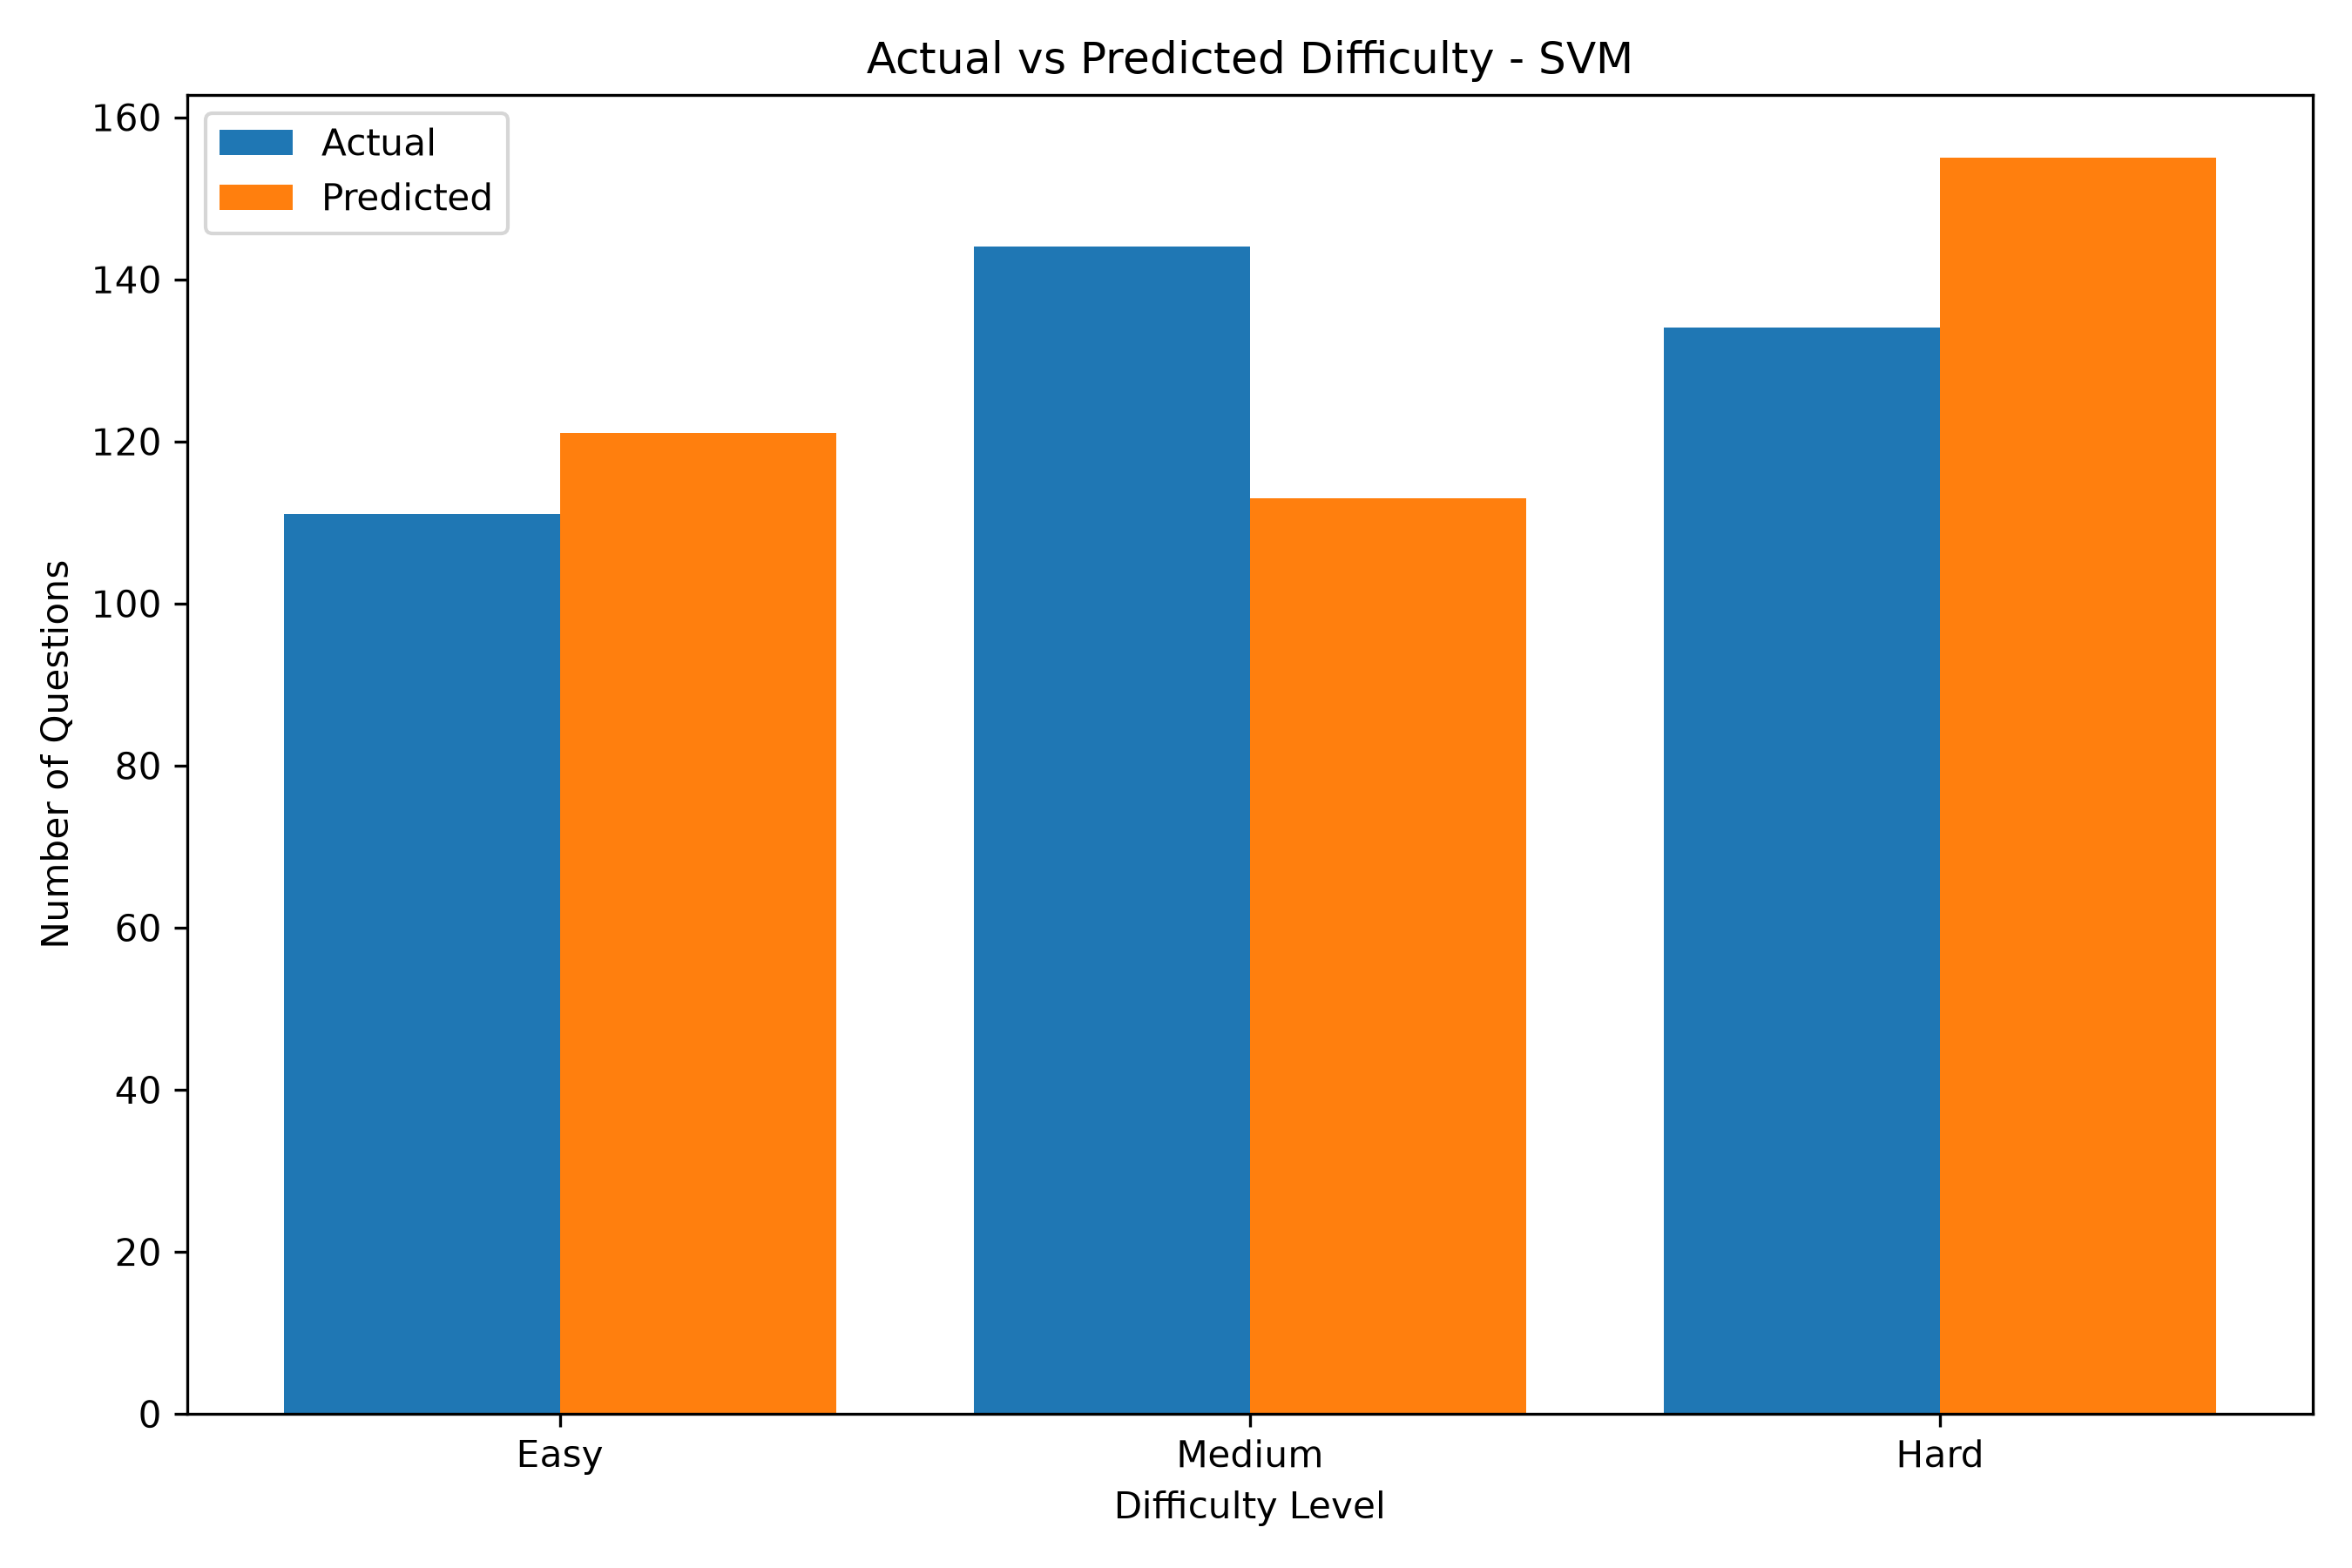 Actual vs Predicted Difficulty - SVM
Actual
Predicted
160
140
120
100
80
60
40
20
0
Number of Questions
Easy
Medium
Hard
Difficulty Level